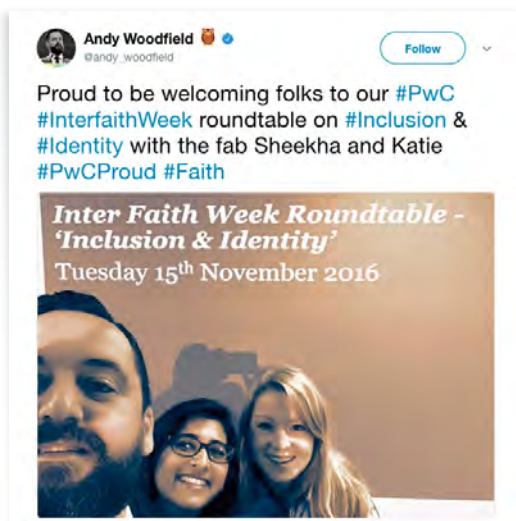 Andy Woodfield
@andy_woodfield
Follow
Proud to be welcoming folks to our #PwC
#InterfaithWeek roundtable on #Inclusion &
#Identity with the fab Sheekha and Katie
#PwCProud #Faith
Inter Faith Week Roundtable -
‘Inclusion & Identity’
Tuesday 15th November 2016